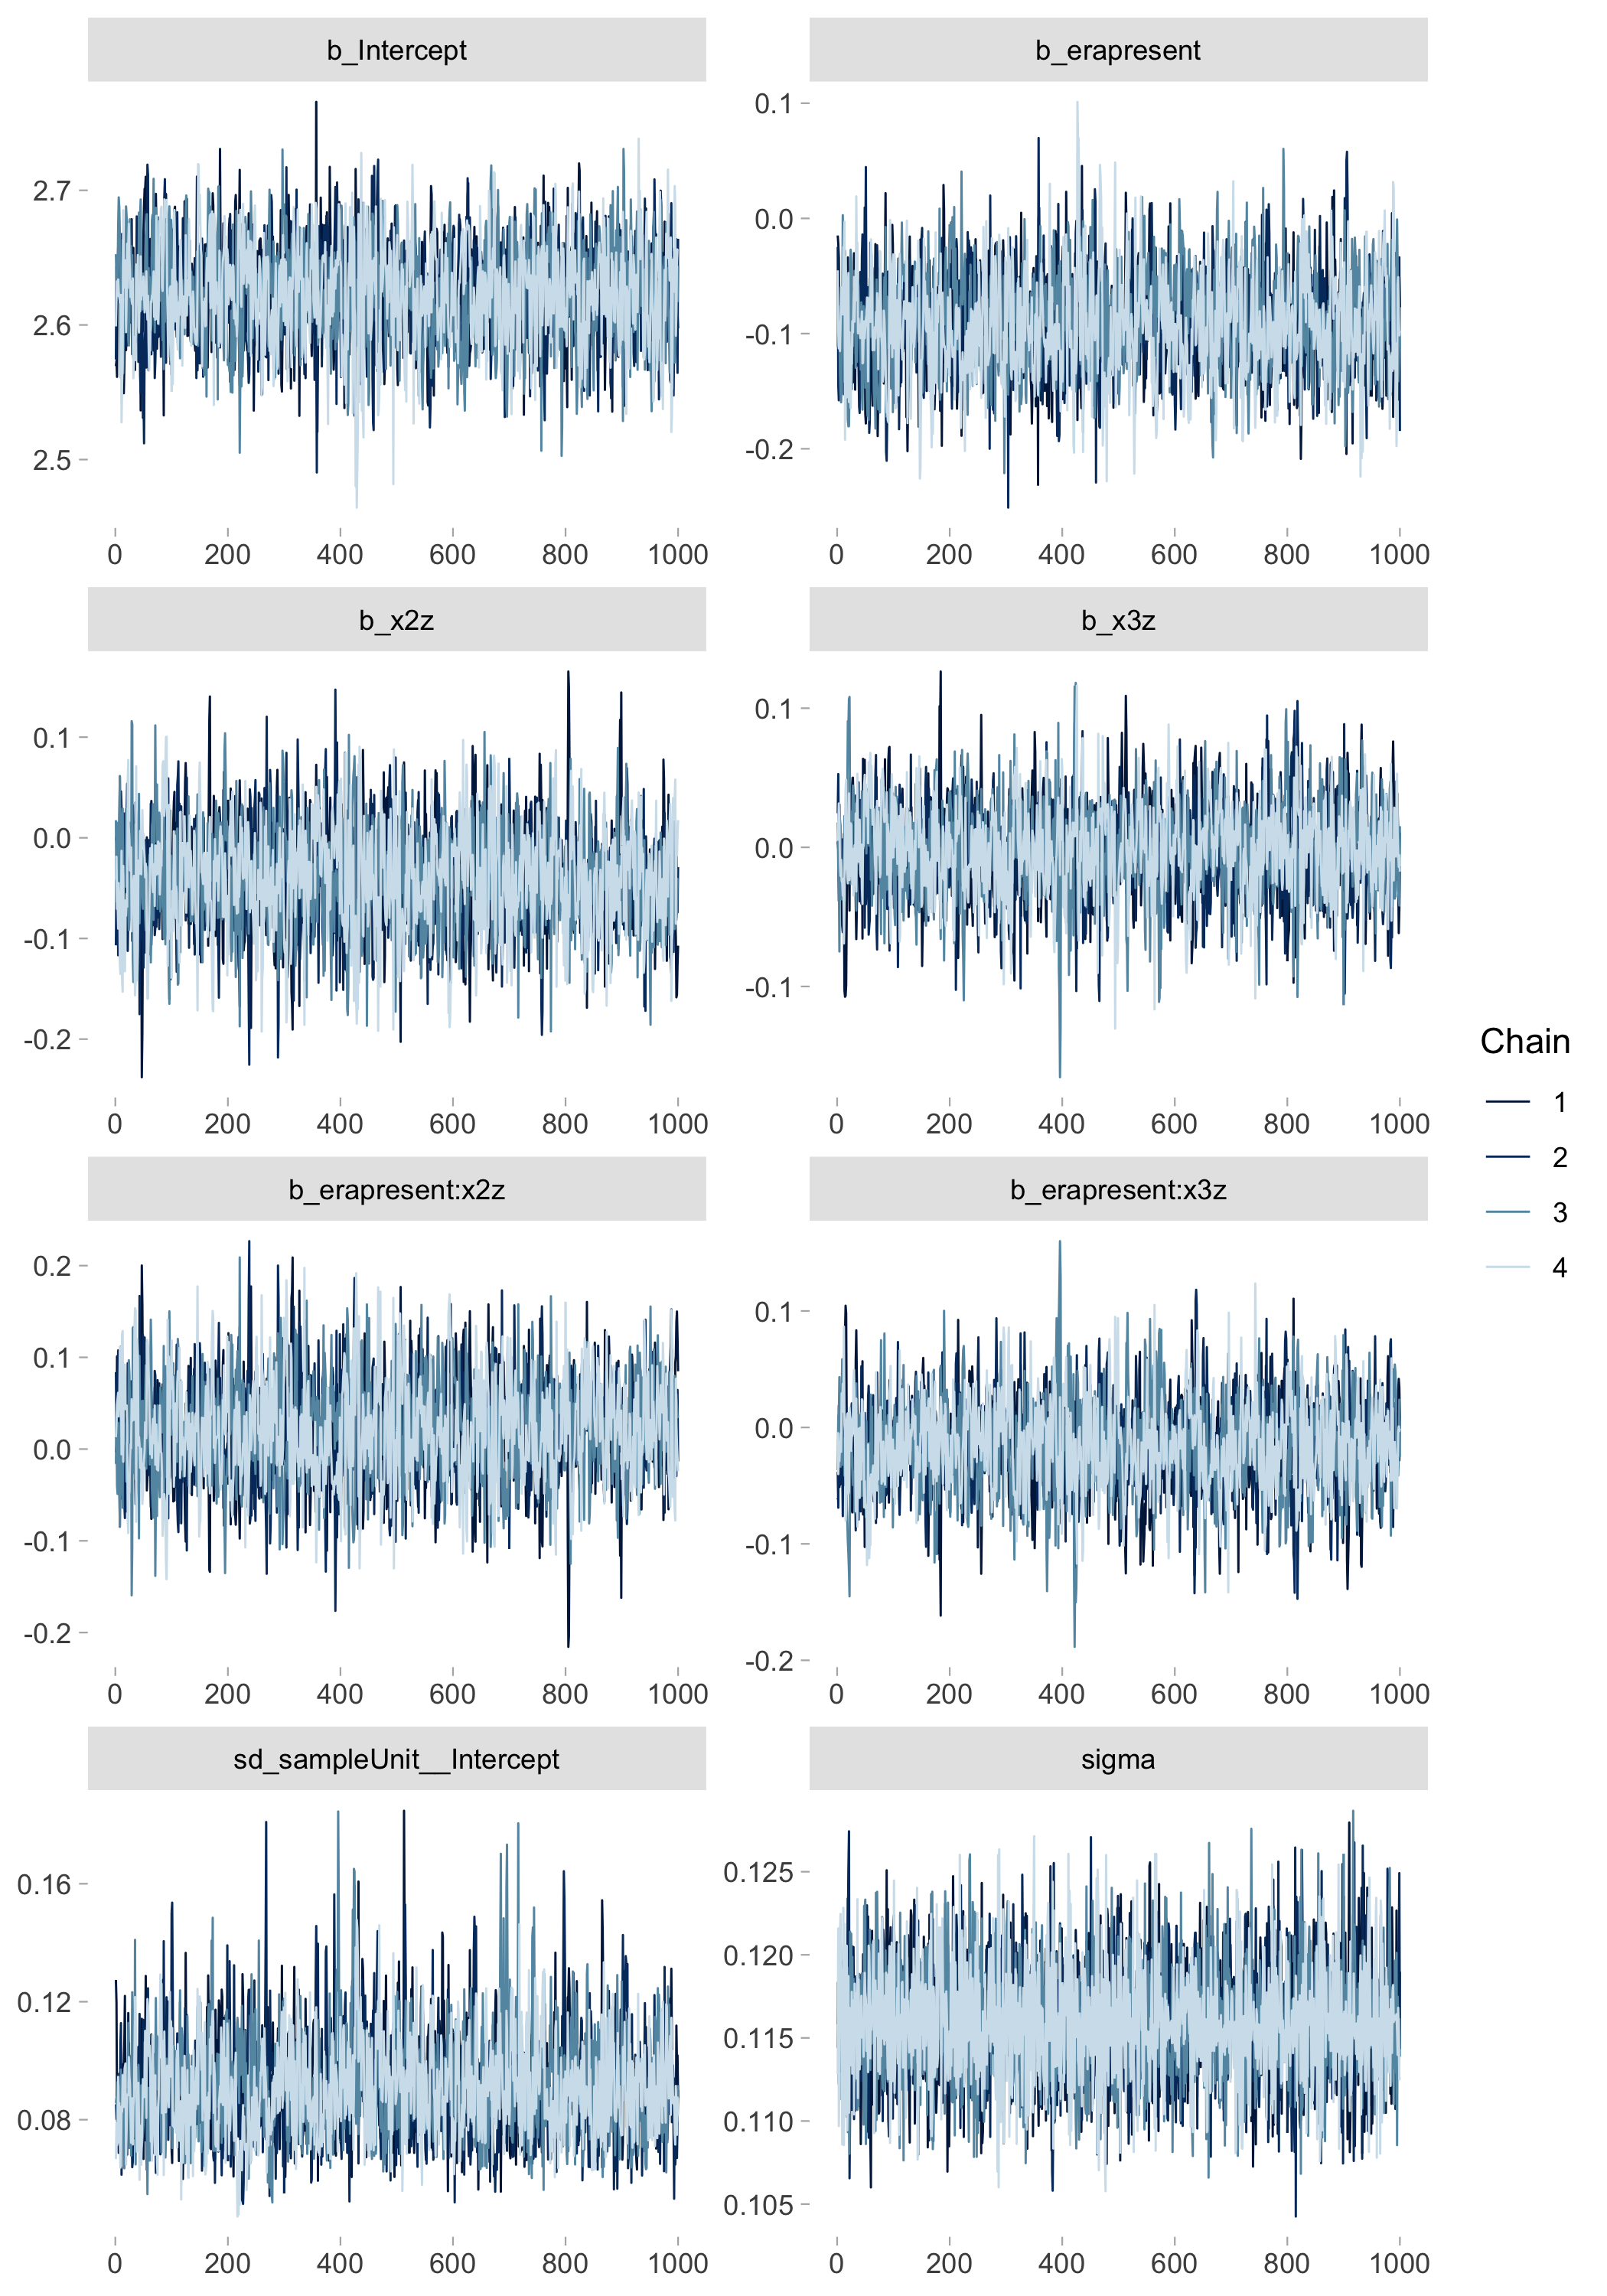 b_Intercept
b_erapresent
2.7
2.6
2.5
0 200 400 600 800 1000
0.1
0.0
-0.1
-0.2
0 200 400 600 800 1000
b_x2z
b_x3z
0.1
0.0
-0.1
-0.2
0 200 400 600 800 1000
0.1
0.0
-0.1
0 200 400 600 800 1000
b_erapresent:x2z
b_erapresent:x3z
0.2
0.1
0.0
-0.1
-0.2
0 200 400 600 800 1000
0.1
0.0
-0.1
-0.2
0 200 400 600 800 1000
sd_sampleUnit__Intercept
sigma
0.16
0.12
0.08
0 200 400 600 800 1000
0.125
0.120
0.115
0.110
0.105
0 200 400 600 800 1000
Chain
1
2
3
4